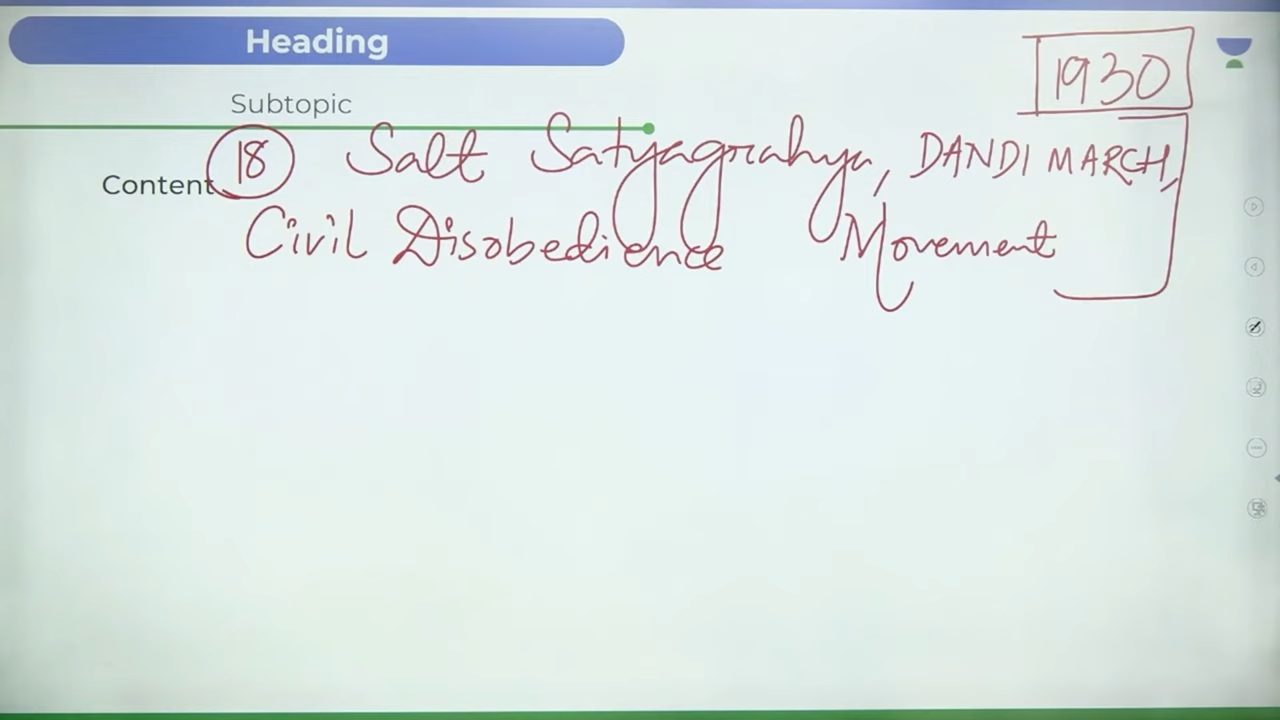 Heading
1930
Subtopic
18 Salt Satyagrahya, DANDI MARCH,
Content
Civil Disobedience Movement